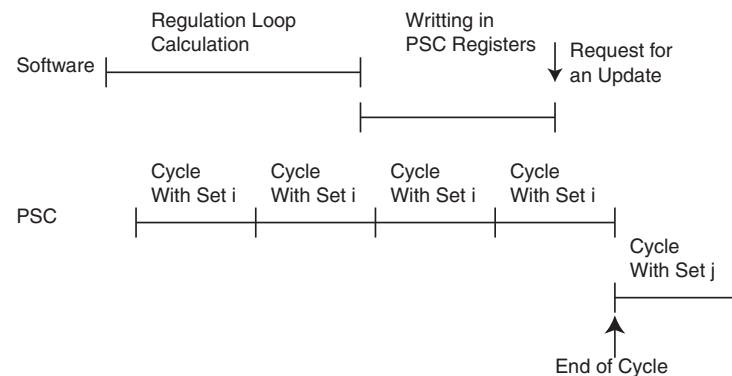 Regulation Loop
Calculation
Writting in
PSC Registers
Request for
an Update
Software
Cycle
With Set i
Cycle
With Set i
Cycle
With Set i
Cycle
With Set i
PSC
Cycle
With Set j
End of Cycle